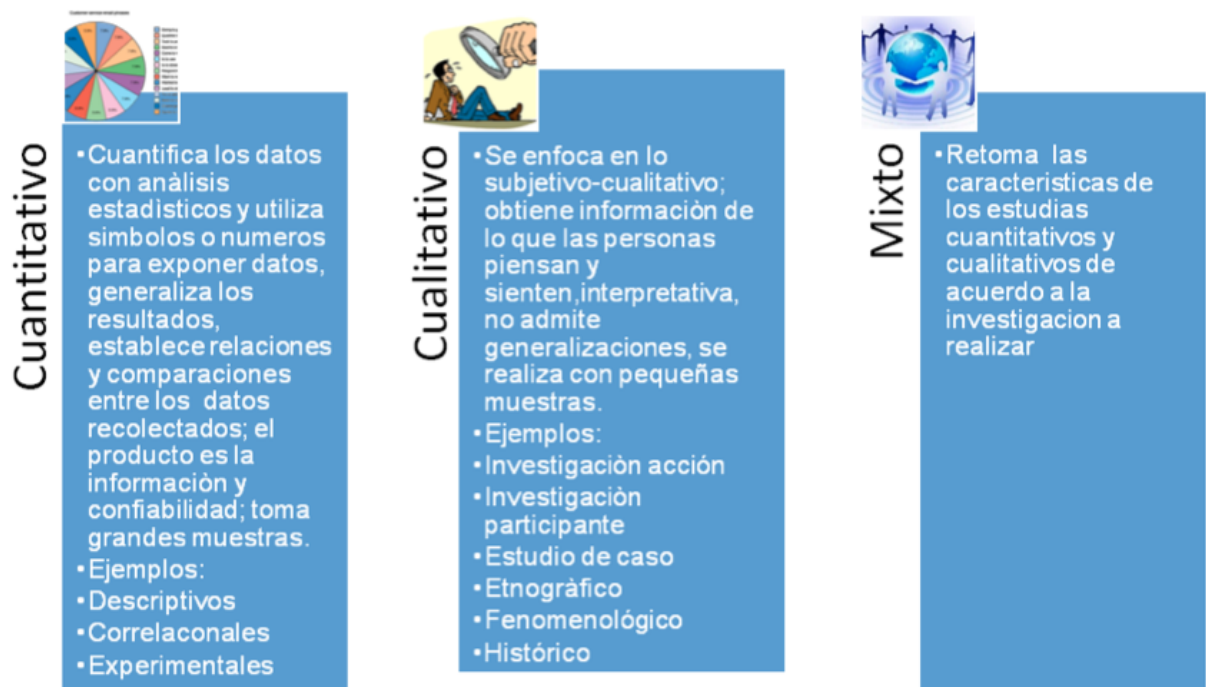 Cuantitativo
•Cuantifica los datos
con anàlisis
estadìsticos y utiliza
simbolos o numeros
para exponer datos,
generaliza los
resultados,
establece relaciones
y comparaciones
entre los datos
recolectados; el
producto es la
informaciòn y
confiabilidad; toma
grandes muestras.
•Ejemplos:
•Descriptivos
•Correlaconales
•Experimentales
Cualitativo
•Se enfoca en lo
subjetivo-cualitativo;
obtiene informaciòn de
lo que las personas
piensan y
sienten,interpretativa,
no admite
generalizaciones, se
realiza con pequeñas
muestras.
•Ejemplos:
•Investigaciòn acción
•Investigaciòn
participante
•Estudio de caso
•Etnogràfico
•Fenomenológico
•Histórico
Mixto
•Retoma las
caracteristicas de
los estudias
cuantitativos y
cualitativos de
acuerdo a la
investigacion a
realizar